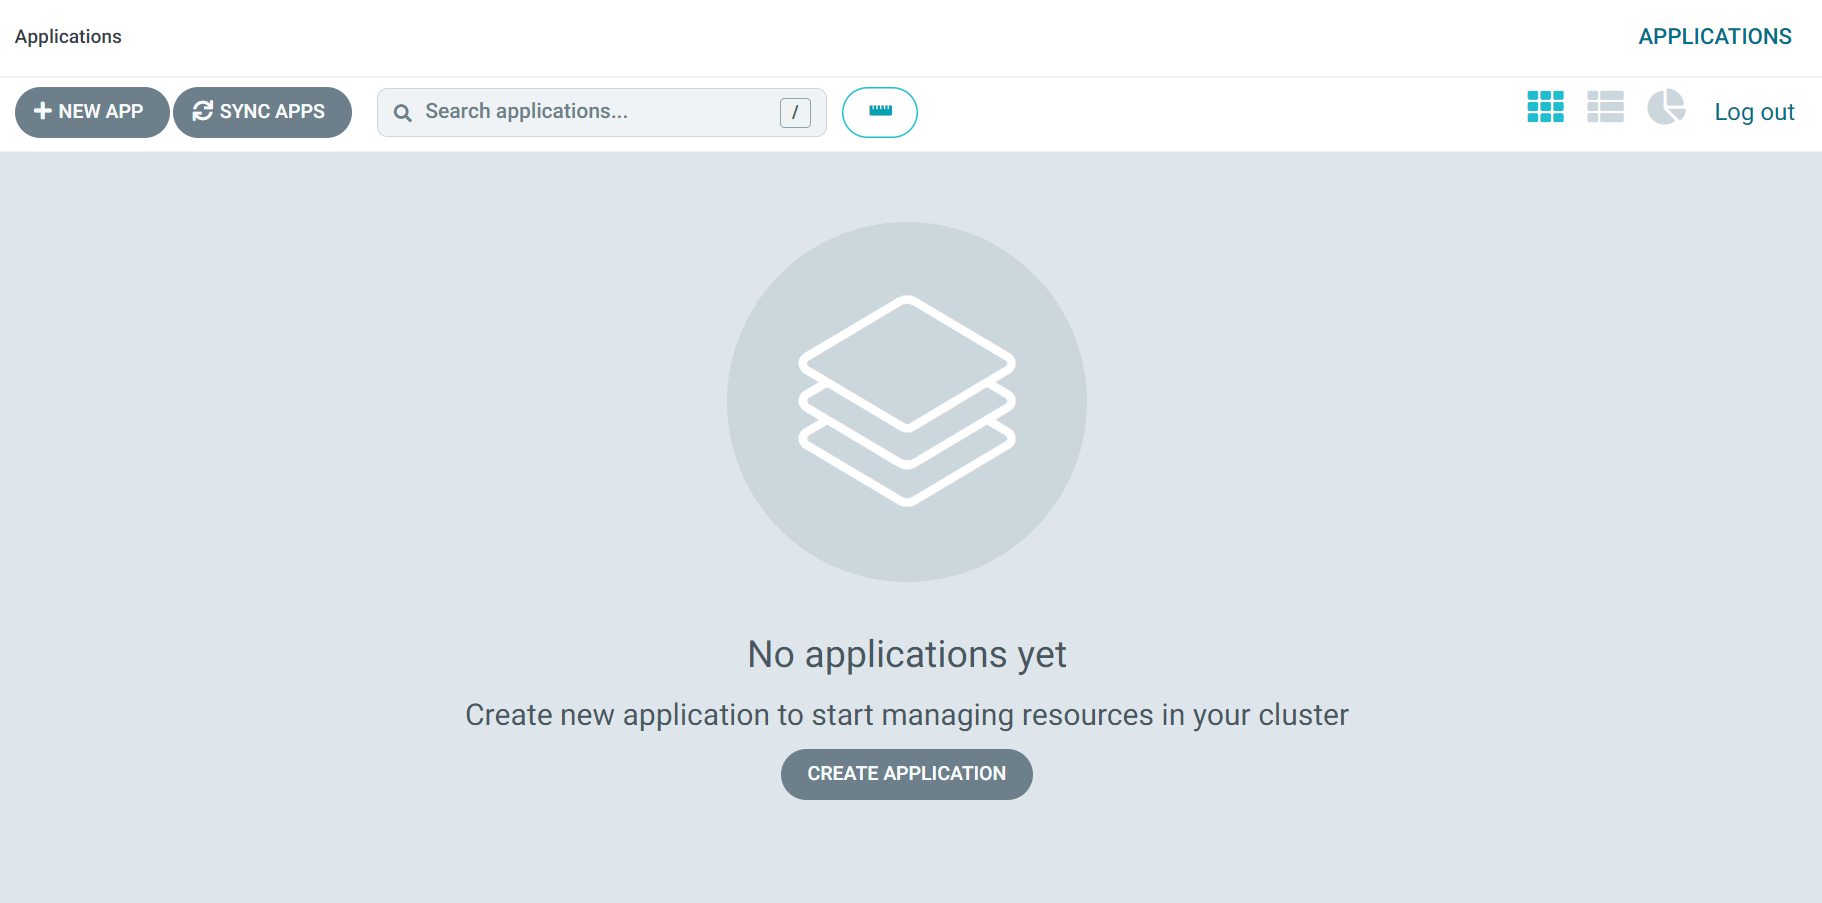 Applications
APPLICATIONS
NEW APP
SYNC APPS
Search applications...
/
Log out
No applications yet
Create new application to start managing resources in your cluster
CREATE APPLICATION